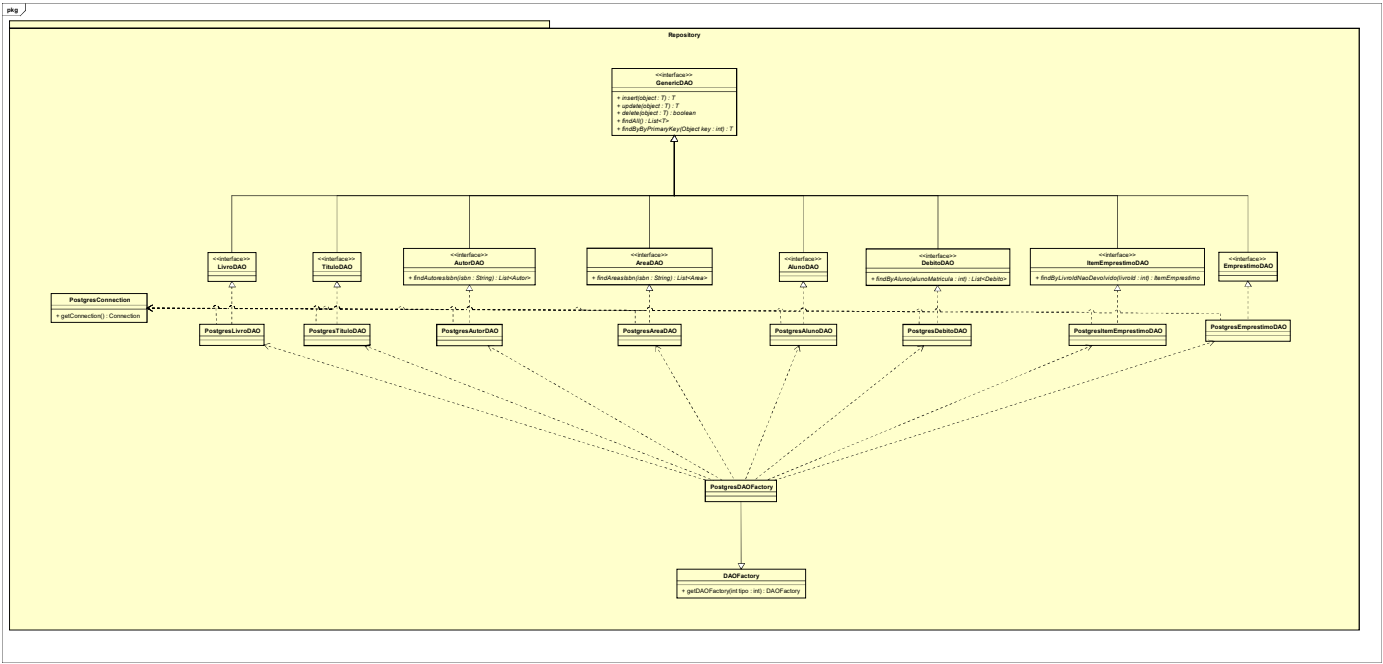 pkg
Repository
<<interface>>
GenericDAO
+ insert(object : T) : T
+ update(object : T) : T
+ delete(object : T) : boolean
+ findAll() : List<T>
+ findByByPrimaryKey(Object key : int) : T
<<interface>>
LivroDAO
<<interface>>
TituloDAO
<<interface>>
AutorDAO
+ findAutoresIsbn(isbn : String) : List<Autor>
<<interface>>
AreaDAO
+ findAreasIsbn(isbn : String) : List<Area>
<<interface>>
AlunoDAO
<<interface>>
DebitoDAO
+ findByAluno(alunoMatricula : int) : List<Debito>
<<interface>>
ItemEmprestimoDAO
+ findByLivroIdNaoDevolvido(livroId : int) : ItemEmprestimo
<<interface>>
EmprestimoDAO
PostgresConnection
+ getConnection() : Connection
PostgresLivroDAO
PostgresTituloDAO
PostgresAutorDAO
PostgresAreaDAO
PostgresAlunoDAO
PostgresDebitoDAO
PostgresItemEmprestimoDAO
PostgresEmprestimoDAO
PostgresDAOFactory
DAOFactory
+ getDAOFactory(int tipo : int) : DAOFactory